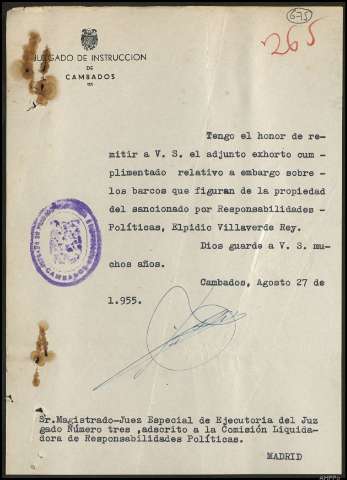 6-75
265
JUZGADO DE INSTRUCCION
DE
CAMBADOS
Tengo el honor de re-
mitir a V. S. el adjunto exhorto cum -
plimentado relativo a embargo sobre-
los barcos que figuran de la propiedad
del sancionado por Responsabilidades -
Políticas, Elpidio Villaverde Rey.
Dios guarde a V. S. mu-
chos años.
Cambados, Agosto 27 de
1.955.
CAMBADOS
Sr.Magistrado-Juez Especial de Ejecutoria del Juz
gado Número tres ,adscrito a la Comisión Liquida-
dora de Responsabilidades Políticas.
MADRID